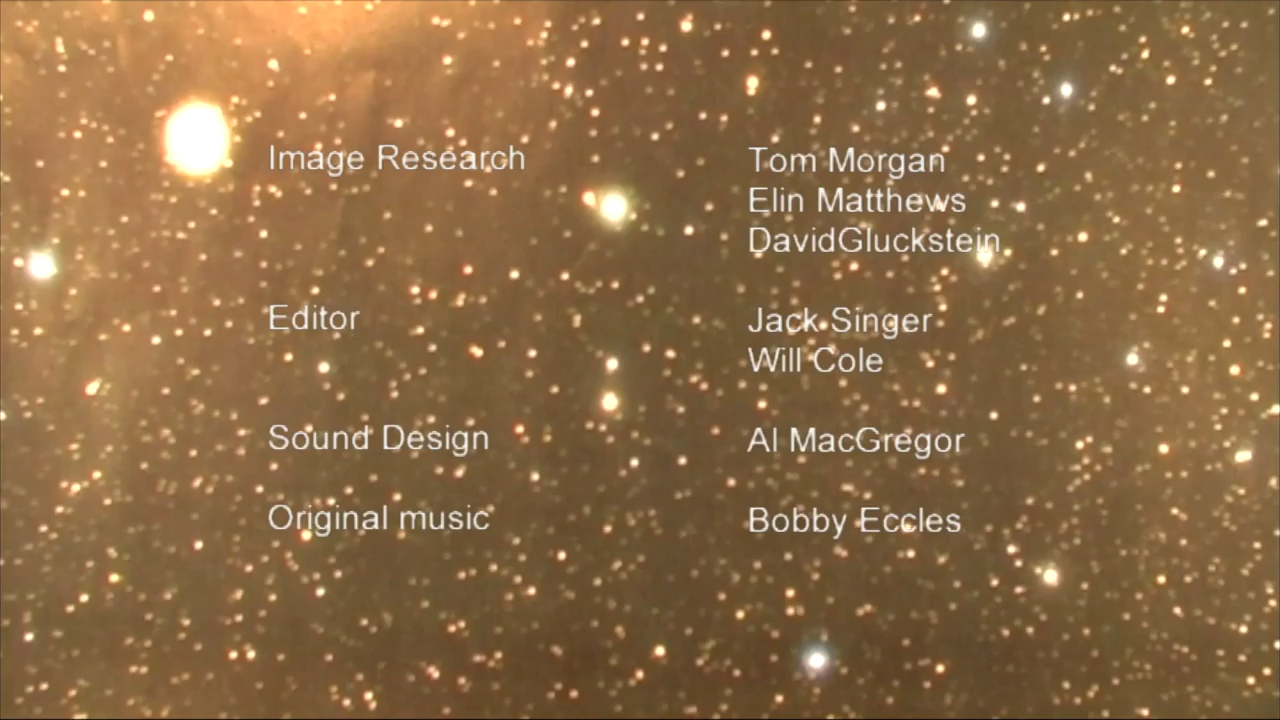 Image Research
Tom Morgan
Elin Matthews
DavidGluckstein
Editor
Jack Singer
Will Cole
Sound Design
Al MacGregor
Original music
Bobby Eccles